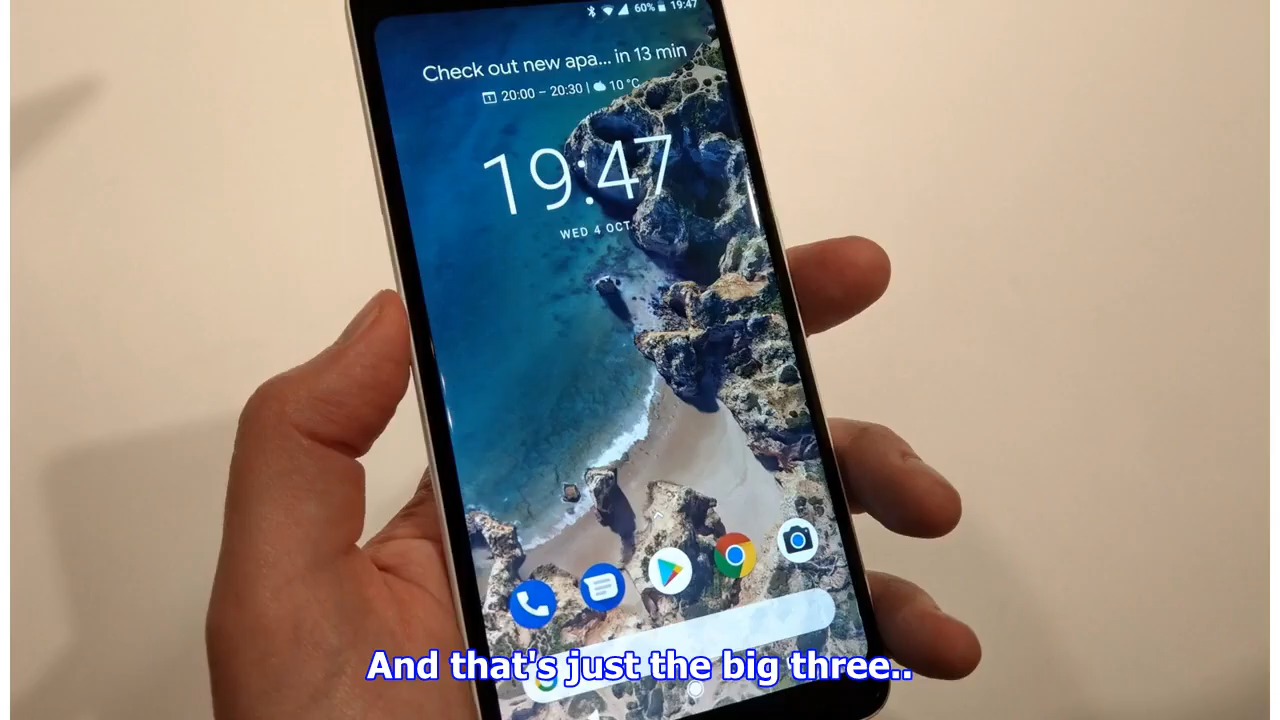 60% 19:47
Check out new apa... in 13 min
20:00 – 20:30 | 10 °C
19:47
WED 4 OCT
And that's just the big three..